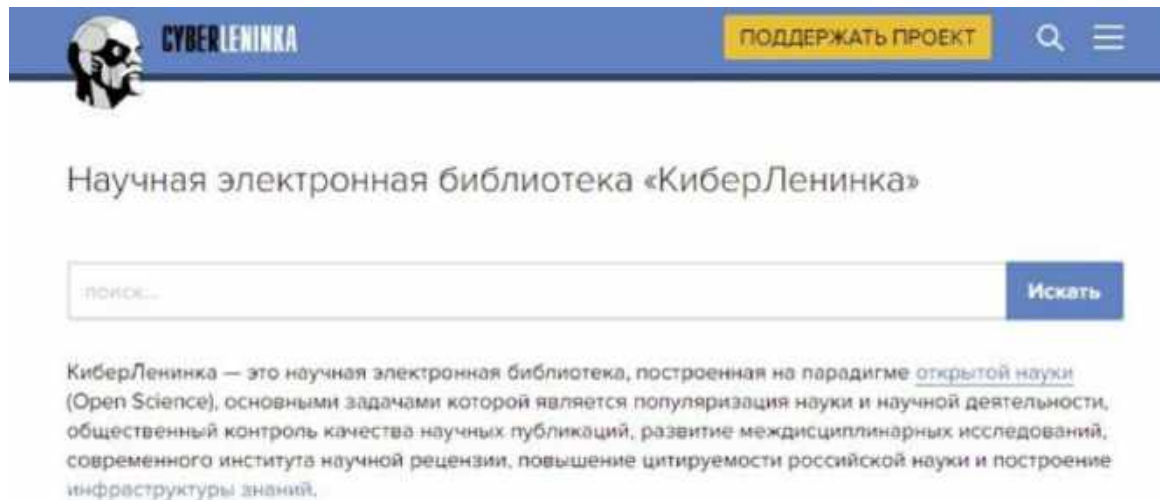 CYBERLENINKA
ПОДДЕРЖАТЬ ПРОЕКТ
Научная электронная библиотека «КиберЛенинка»
поиск...
Искать
КиберЛенинка — это научная электронная библиотека, построенная на парадигме открытой науки
(Open Science), основными задачами которой является популяризация науки и научной деятельности,
общественный контроль качества научных публикаций, развитие междисциплинарных исследований,
современного института научной рецензии, повышение цитируемости российской науки и построение
инфраструктуры знаний.